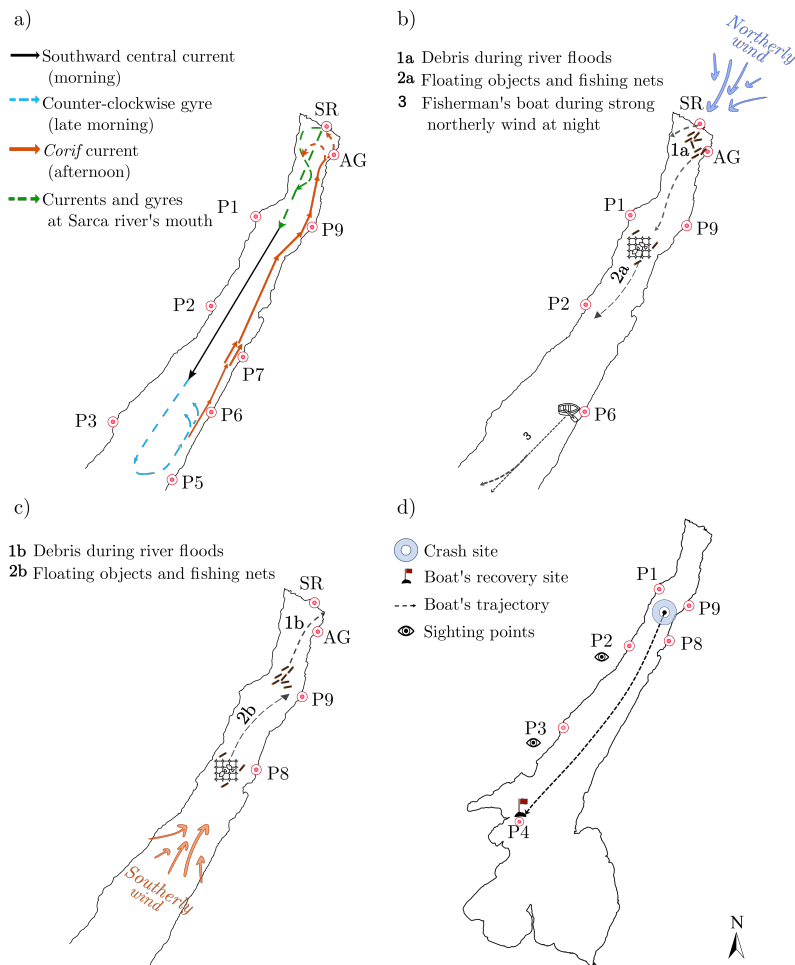 a)
Southward central current
(morning)
Counter-clockwise gyre
(late morning)
Corif current
(afternoon)
Currents and gyres
at Sarca river's mouth
SR
AG
P1
P9
P2
P7
P3
P6
P5
b)
1a Debris during river floods
2a Floating objects and fishing nets
3 Fisherman's boat during strong
northerly wind at night
Northerly
wind
SR
1a
AG
P1
P9
2a
P2
P6
3
c)
1b Debris during river floods
2b Floating objects and fishing nets
SR
1b
AG
P9
2b
P8
Southerly
wind
d)
Crash site
Boat's recovery site
Boat's trajectory
Sighting points
P1
P9
P2
P8
P3
P4
N